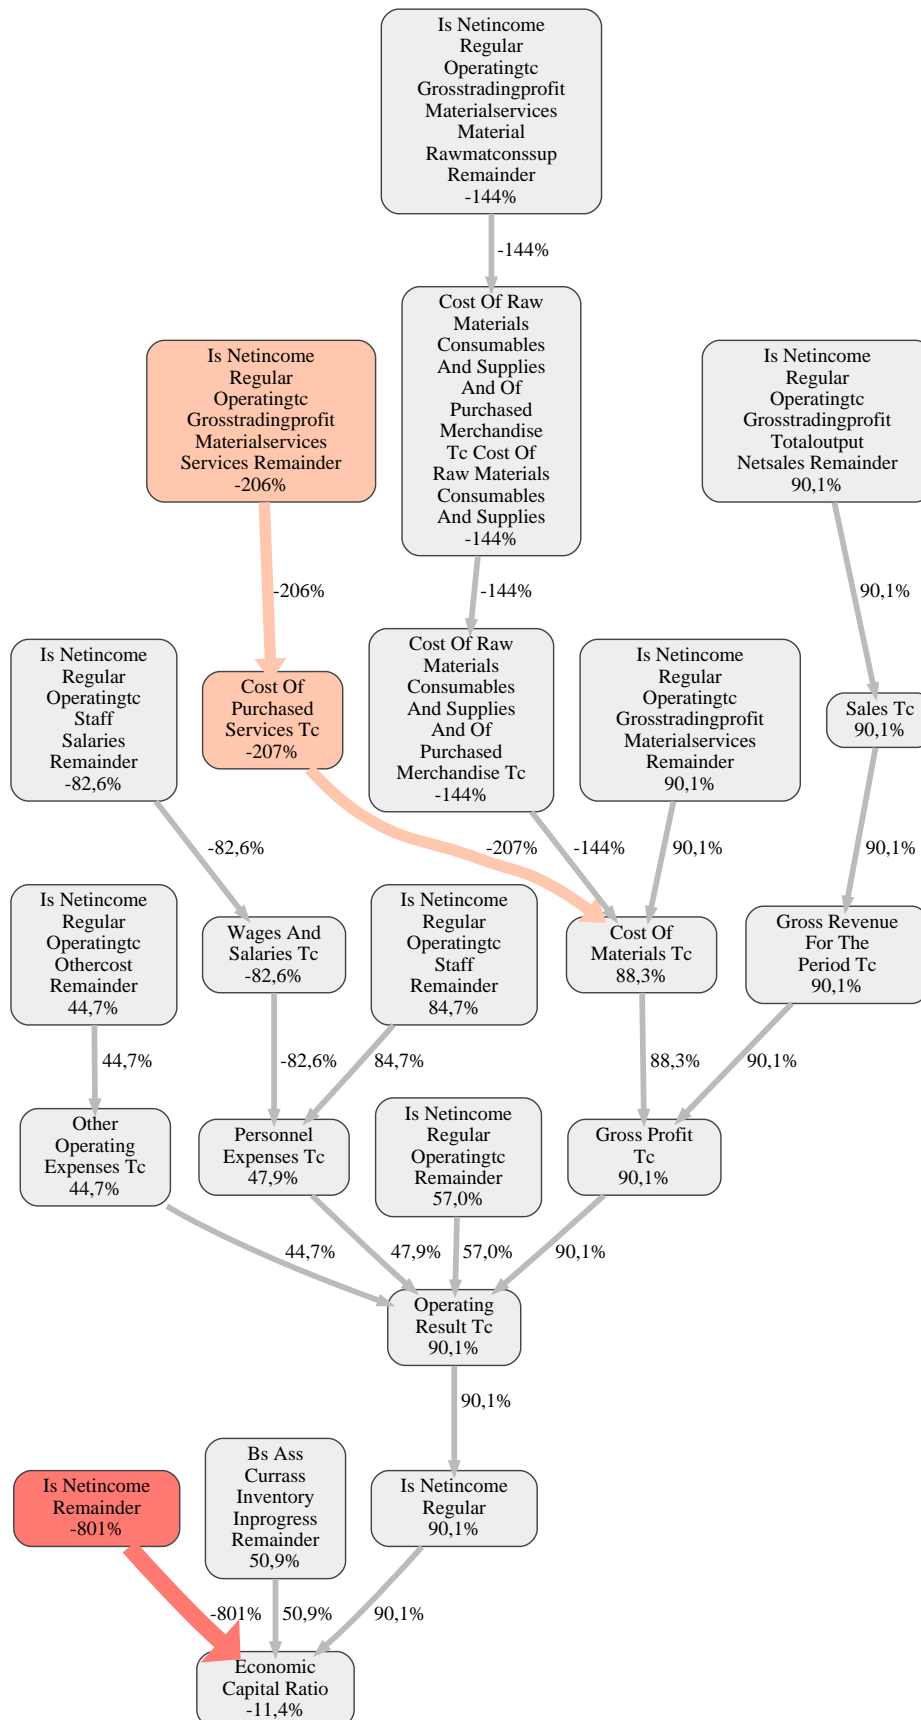 Is Netincome
Regular
Operatingtc
Grosstradingprofit
Materialservices
Material
Rawmatconssup
Remainder
-144%
-144%
Cost Of Raw
Materials
Consumables
And Supplies
And Of
Purchased
Merchandise
Tc Cost Of
Raw Materials
Consumables
And Supplies
-144%
Is Netincome
Regular
Operatingtc
Grosstradingprofit
Materialservices
Services Remainder
-206%
Is Netincome
Regular
Operatingtc
Grosstradingprofit
Totaloutput
Netsales Remainder
90,1%
-206%
-144%
90,1%
Is Netincome
Regular
Operatingtc
Staff
Salaries
Remainder
-82,6%
Cost Of
Purchased
Services Tc
-207%
Cost Of Raw
Materials
Consumables
And Supplies
And Of
Purchased
Merchandise Tc
-144%
Is Netincome
Regular
Operatingtc
Grosstradingprofit
Materialservices
Remainder
90,1%
Sales Tc
90,1%
-82,6%
-207%
-144%
90,1%
90,1%
Is Netincome
Regular
Operatingtc
Othercost
Remainder
44,7%
Wages And
Salaries Tc
-82,6%
Is Netincome
Regular
Operatingtc
Staff
Remainder
84,7%
Cost Of
Materials Tc
88,3%
Gross Revenue
For The
Period Tc
90,1%
44,7%
-82,6%
84,7%
88,3%
90,1%
Other
Operating
Expenses Tc
44,7%
Personnel
Expenses Tc
47,9%
Is Netincome
Regular
Operatingtc
Remainder
57,0%
Gross Profit
Tc
90,1%
44,7%
47,9%
57,0%
90,1%
Operating
Result Tc
90,1%
90,1%
Is Netincome
Remainder
-801%
Bs Ass
Currass
Inventory
Inprogress
Remainder
50,9%
Is Netincome
Regular
90,1%
-801%
50,9%
90,1%
Economic
Capital Ratio
-11,4%